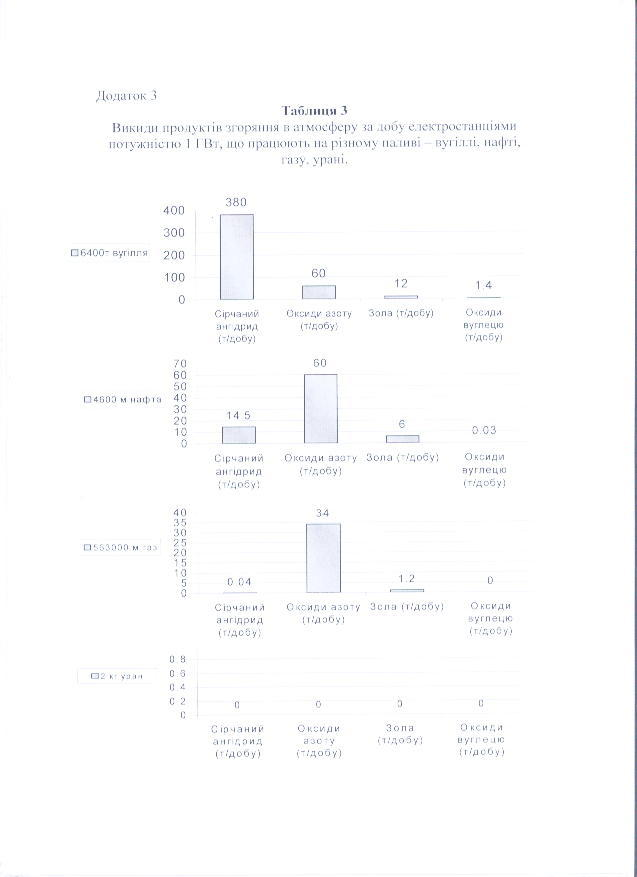 Додаток 3
Таблиця 3
Викиди продуктів згоряння в атмосферу за добу електростанціями
потужністю 1 ГВт, що працюють на різному паливі – вугіллі, нафті,
газу, урані.
380
400
300
6400т вугілля
200
100
0
60
12
1.4
Сірчаний ангідрид (т/добу)
Оксиди азоту (т/добу)
Зола (т/добу)
Оксиди вуглецю (т/добу)
70
60
50
40
30
20
10
0
4600 м нафта
14.5
60
6
0.03
Сірчаний ангідрид (т/добу)
Оксиди азоту (т/добу)
Зола (т/добу)
Оксиди вуглецю (т/добу)
40
35
30
25
20
15
10
5
0
553000 м газ
0.04
34
1.2
0
Сірчаний ангідрид (т/добу)
Оксиди азоту (т/добу)
Зола (т/добу)
Оксиди вуглецю (т/добу)
0.8
0.6
0.4
0.2
0
2 кг уран
0
0
0
0
Сірчаний ангідрид (т/добу)
Оксиди азоту (т/добу)
Зола (т/добу)
Оксиди вуглецю (т/добу)